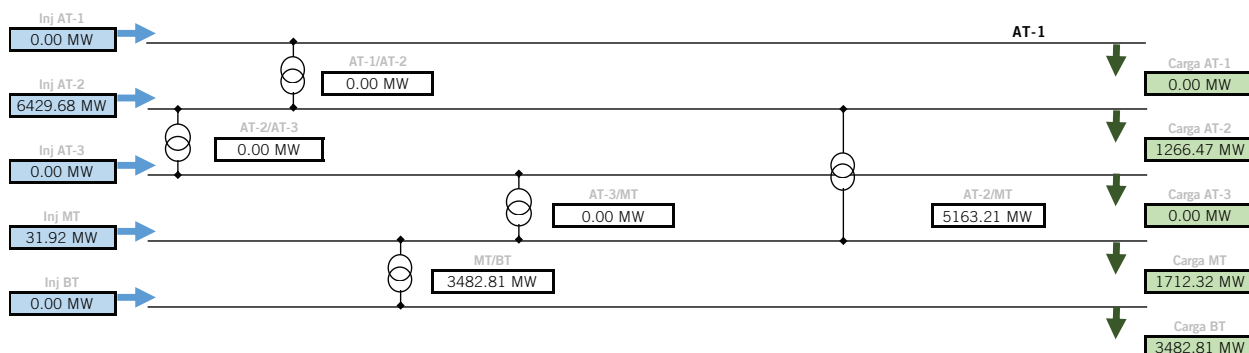 Inj AT-1
0.00 MW
AT-1
AT-1/AT-2
0.00 MW
Carga AT-1
0.00 MW
Inj AT-2
6429.68 MW
AT-2/AT-3
0.00 MW
Carga AT-2
1266.47 MW
Inj AT-3
0.00 MW
AT-3/MT
0.00 MW
AT-2/MT
5163.21 MW
Carga AT-3
0.00 MW
Inj MT
31.92 MW
MT/BT
3482.81 MW
Carga MT
1712.32 MW
Inj BT
0.00 MW
Carga BT
3482.81 MW